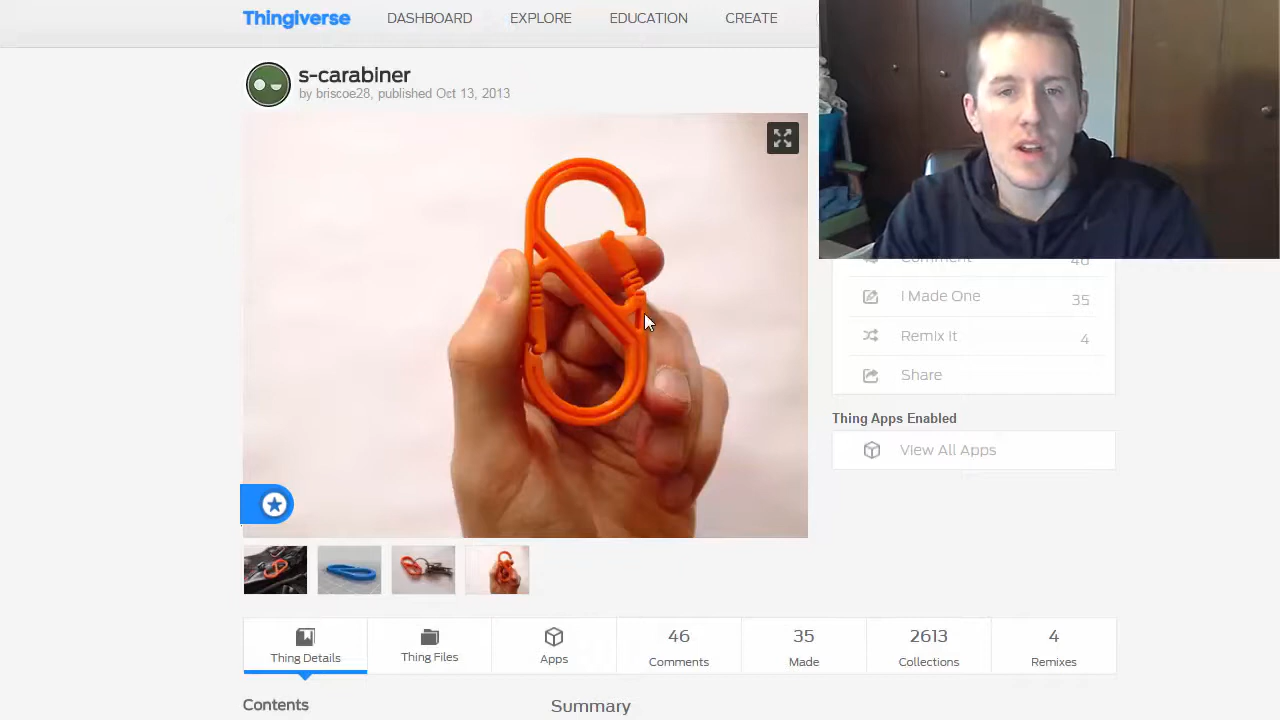 Thingiverse DASHBOARD EXPLORE EDUCATION CREATE
s-carabiner
by briscoe28, published Oct 13, 2013
Comment 46
I Made One 35
Remix It 4
Share
Thing Apps Enabled
View All Apps
46 35 2613 4
Thing Details Thing Files Apps Comments Made Collections Remixes
Contents Summary